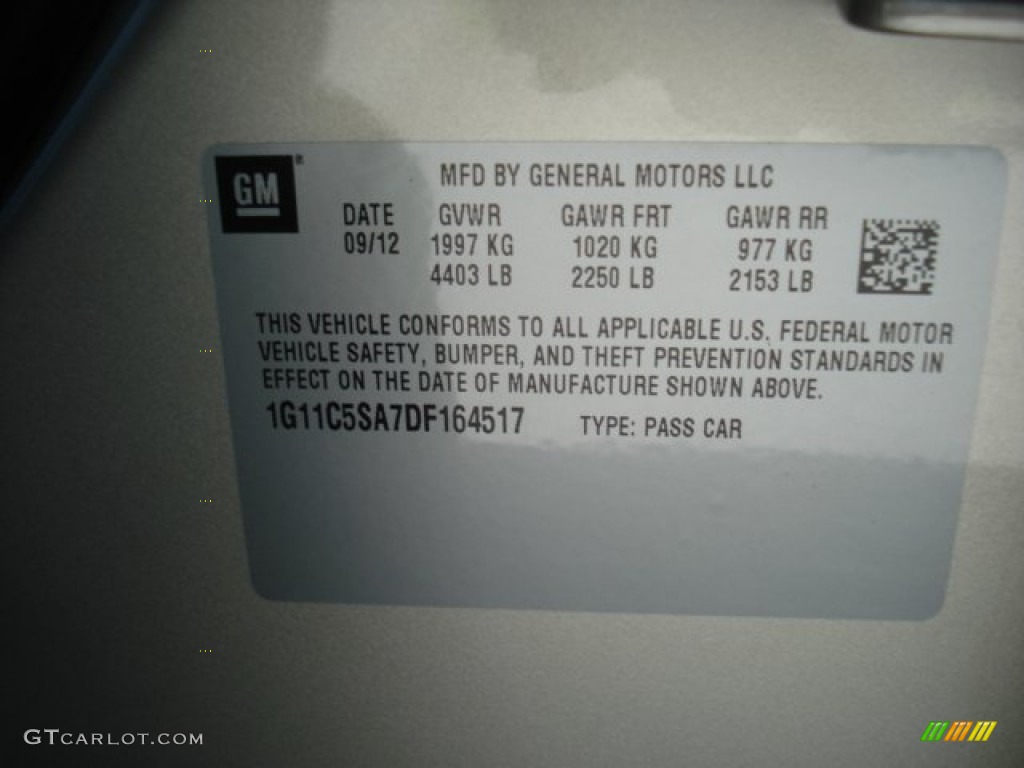 GM®
MFD BY GENERAL MOTORS LLC
DATE GVWR GAWR FRT GAWR RR
09/12 1997 KG 1020 KG 977 KG
4403 LB 2250 LB 2153 LB
THIS VEHICLE CONFORMS TO ALL APPLICABLE U.S. FEDERAL MOTOR
VEHICLE SAFETY, BUMPER, AND THEFT PREVENTION STANDARDS IN
EFFECT ON THE DATE OF MANUFACTURE SHOWN ABOVE.
1G11C5SA7DF164517 TYPE: PASS CAR
GTCARLOT.COM